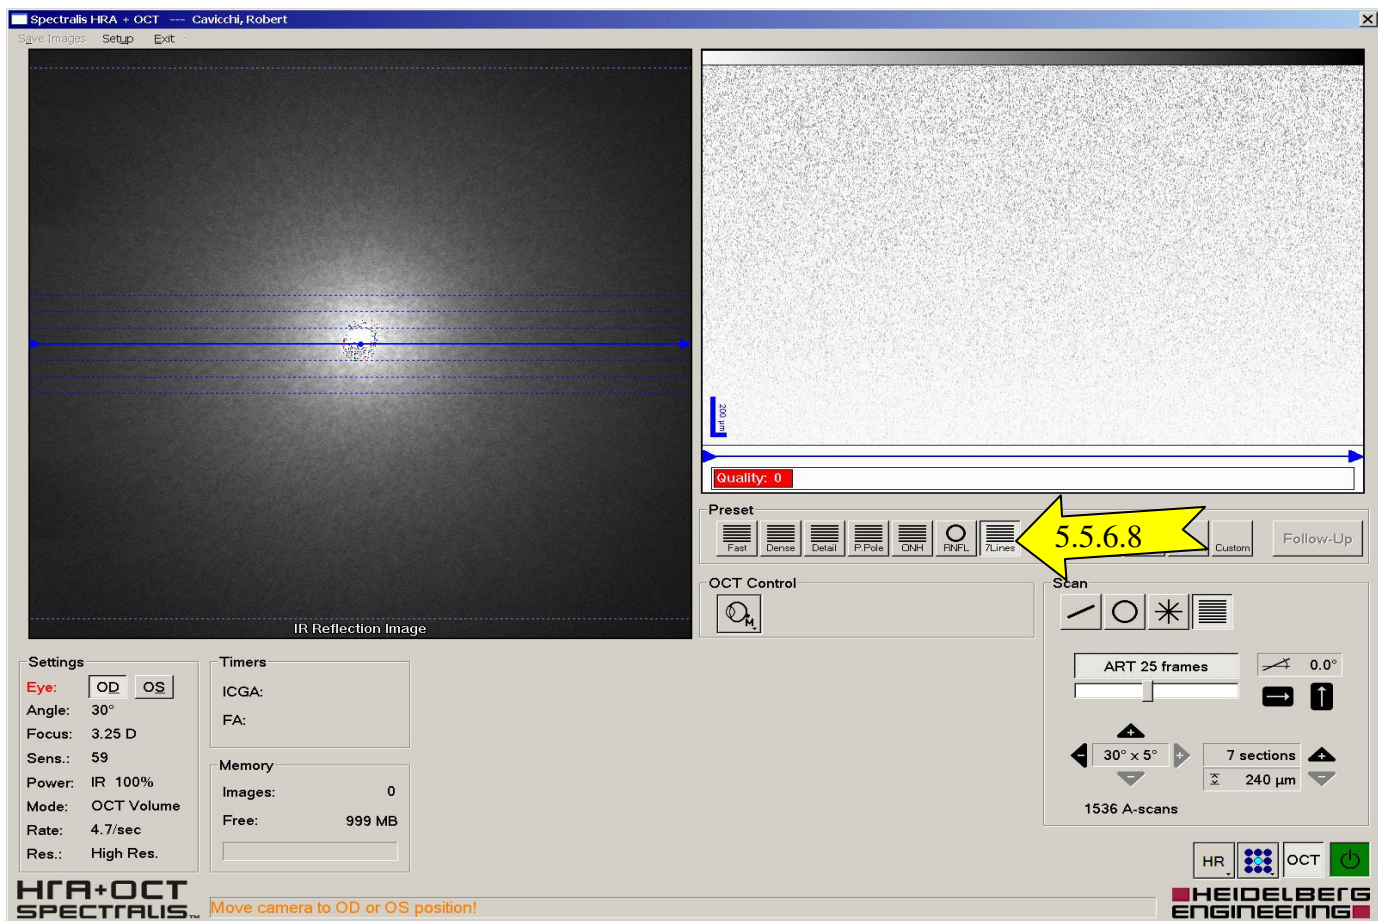 Spectralis HRA + OCT --- Cavicchi, Robert
Save Images Setup Exit
IR Reflection Image
200 µm
Quality: 0
Preset
Fast Dense Detail P.Pole ONH RNFL 7Lines Custom Follow-Up
5.5.6.8
OCT Control
M
Scan
ART 25 frames 0.0°
30° x 5° 7 sections
240 µm
1536 A-scans
Settings
Eye: OD OS
Angle: 30°
Focus: 3.25 D
Sens.: 59
Power: IR 100%
Mode: OCT Volume
Rate: 4.7/sec
Res.: High Res.
Timers
ICGA:
FA:
Memory
Images: 0
Free: 999 MB
HR OCT
HRA+OCT
SPECTRALIS™
Move camera to OD or OS position!
HEIDELBERG
ENGINEERING